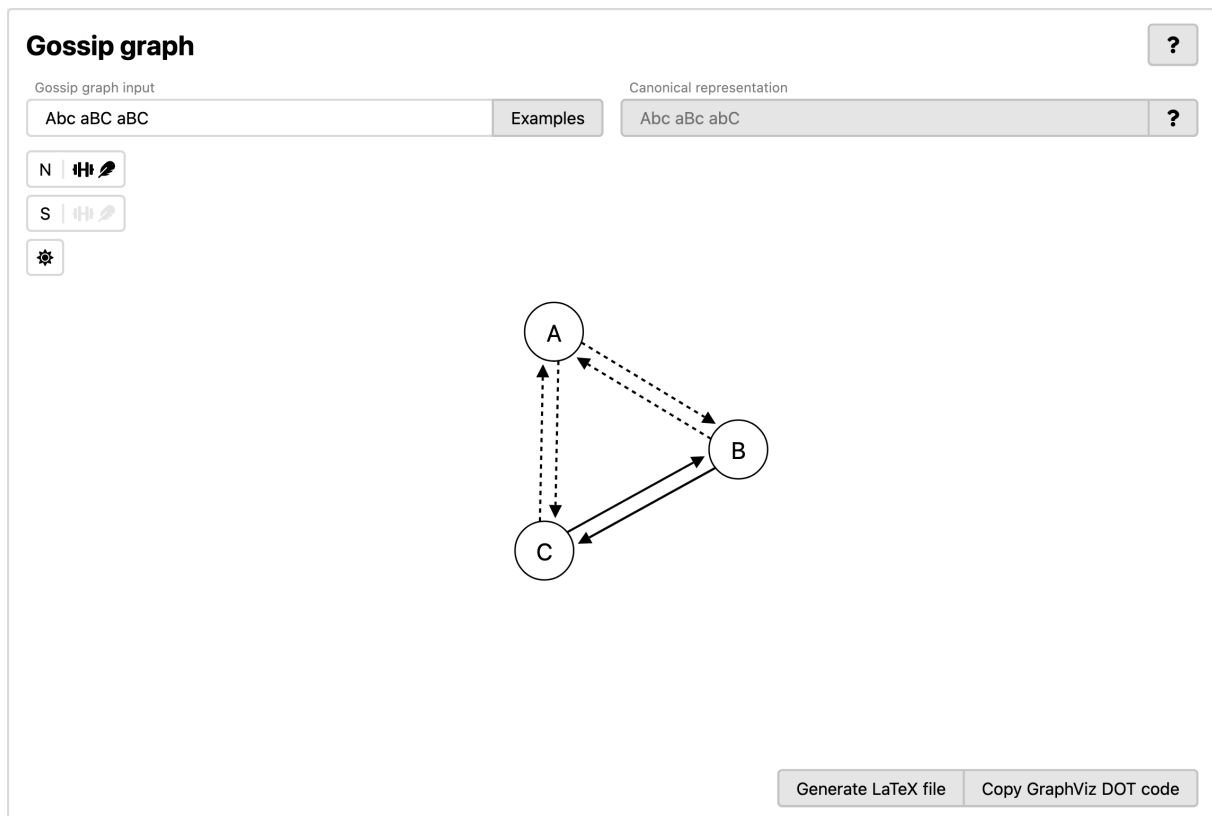 Gossip graph
?
Gossip graph input
Canonical representation
Abc aBC aBC
Examples
Abc aBc abC
?
N
S
A
B
C
Generate LaTeX file
Copy GraphViz DOT code